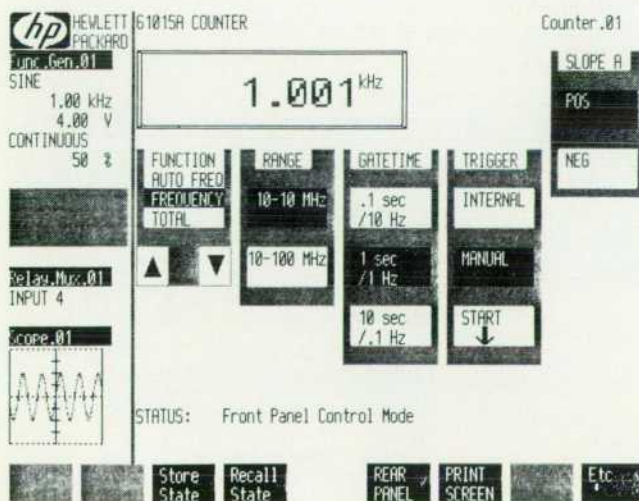 hp HEWLETT PACKARD
61015A COUNTER
Counter.01
Func.Gen.01
SINE
1.00 kHz
4.00 V
CONTINUOUS
50 %
Relay.Mux.01
INPUT 4
Scope.01
1.001 kHz
FUNCTION
AUTO FREQ
FREQUENCY
TOTAL
RANGE
10-10 MHz
10-100 MHz
GATETIME
.1 sec
/10 Hz
1 sec
/1 Hz
10 sec
/.1 Hz
TRIGGER
INTERNAL
MANUAL
START
SLOPE A
POS
NEG
STATUS: Front Panel Control Mode
Store State
Recall State
REAR PANEL
PRINT SCREEN
Etc